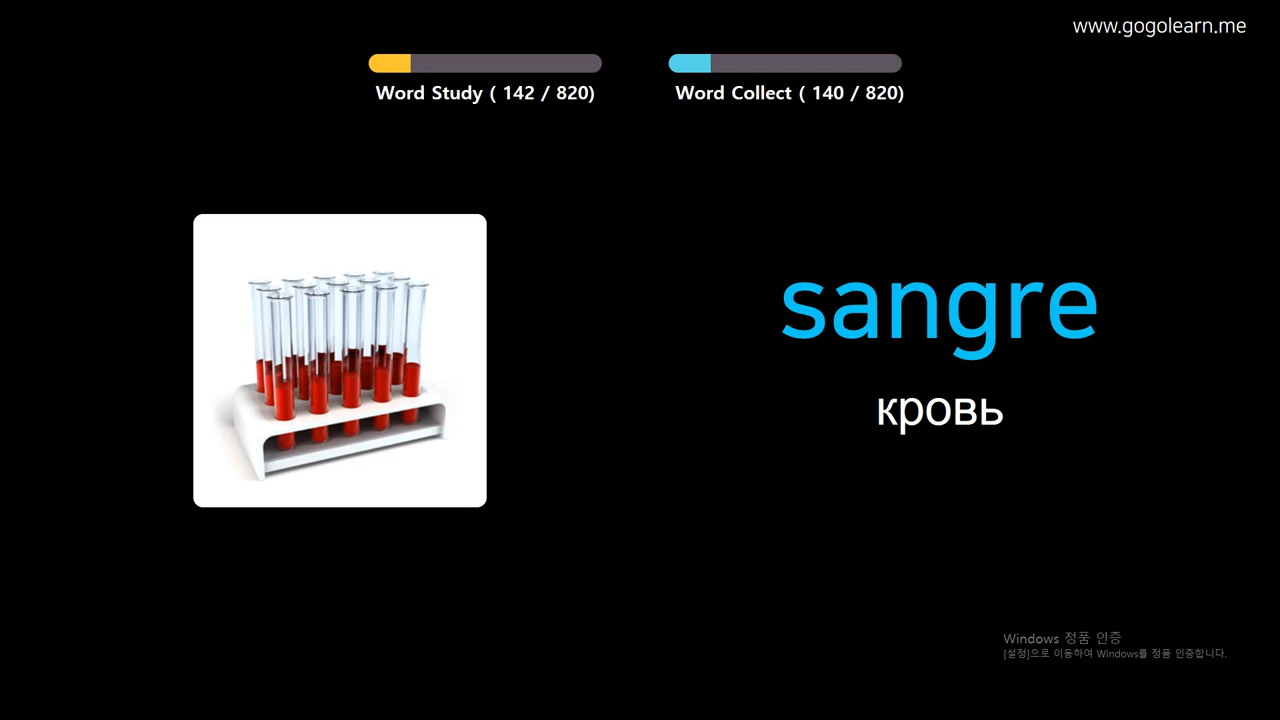 www.gogolearn.me
Word Study ( 142 / 820)
Word Collect ( 140 / 820)
sangre
кровь
Windows 정품 인증
[설정]으로 이동하여 Windows를 정품 인증합니다.